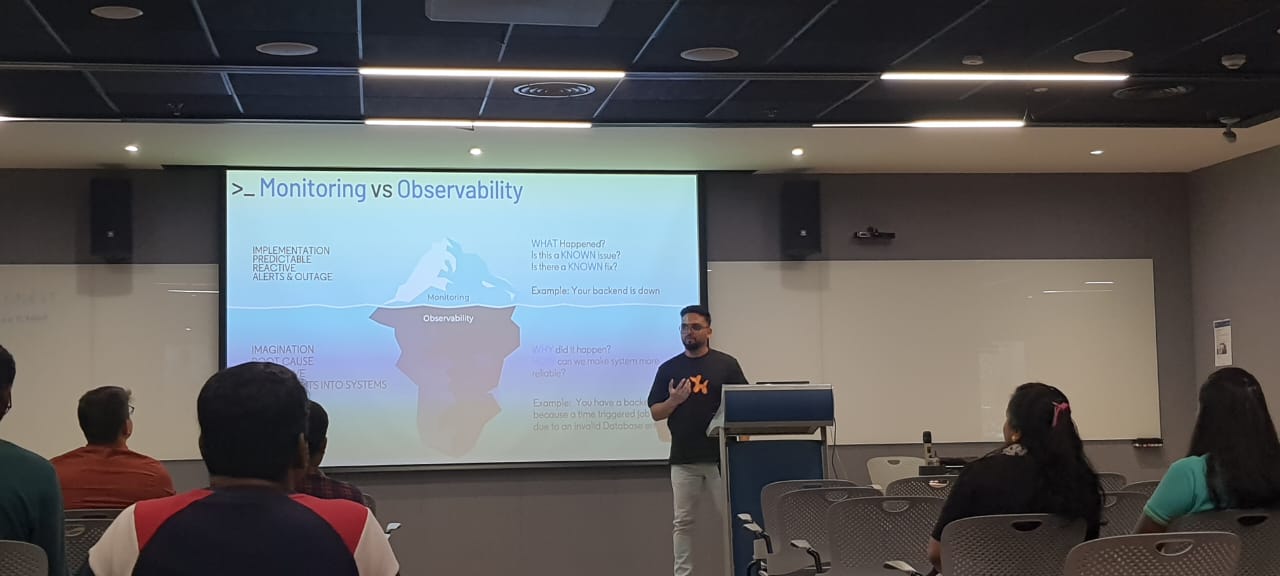 >_ Monitoring vs Observability
IMPLEMENTATION
PREDICTABLE
REACTIVE
ALERTS & OUTAGE
WHAT Happened?
Is this a KNOWN issue?
Is there a KNOWN fix?
Example: Your backend is down
Monitoring
Observability
IMAGINATION
ROOT CAUSE
INTO SYSTEMS
WHY did it happen?
can we make system more
reliable?
Example: You have a
because a time triggered job
due to an invalid Database